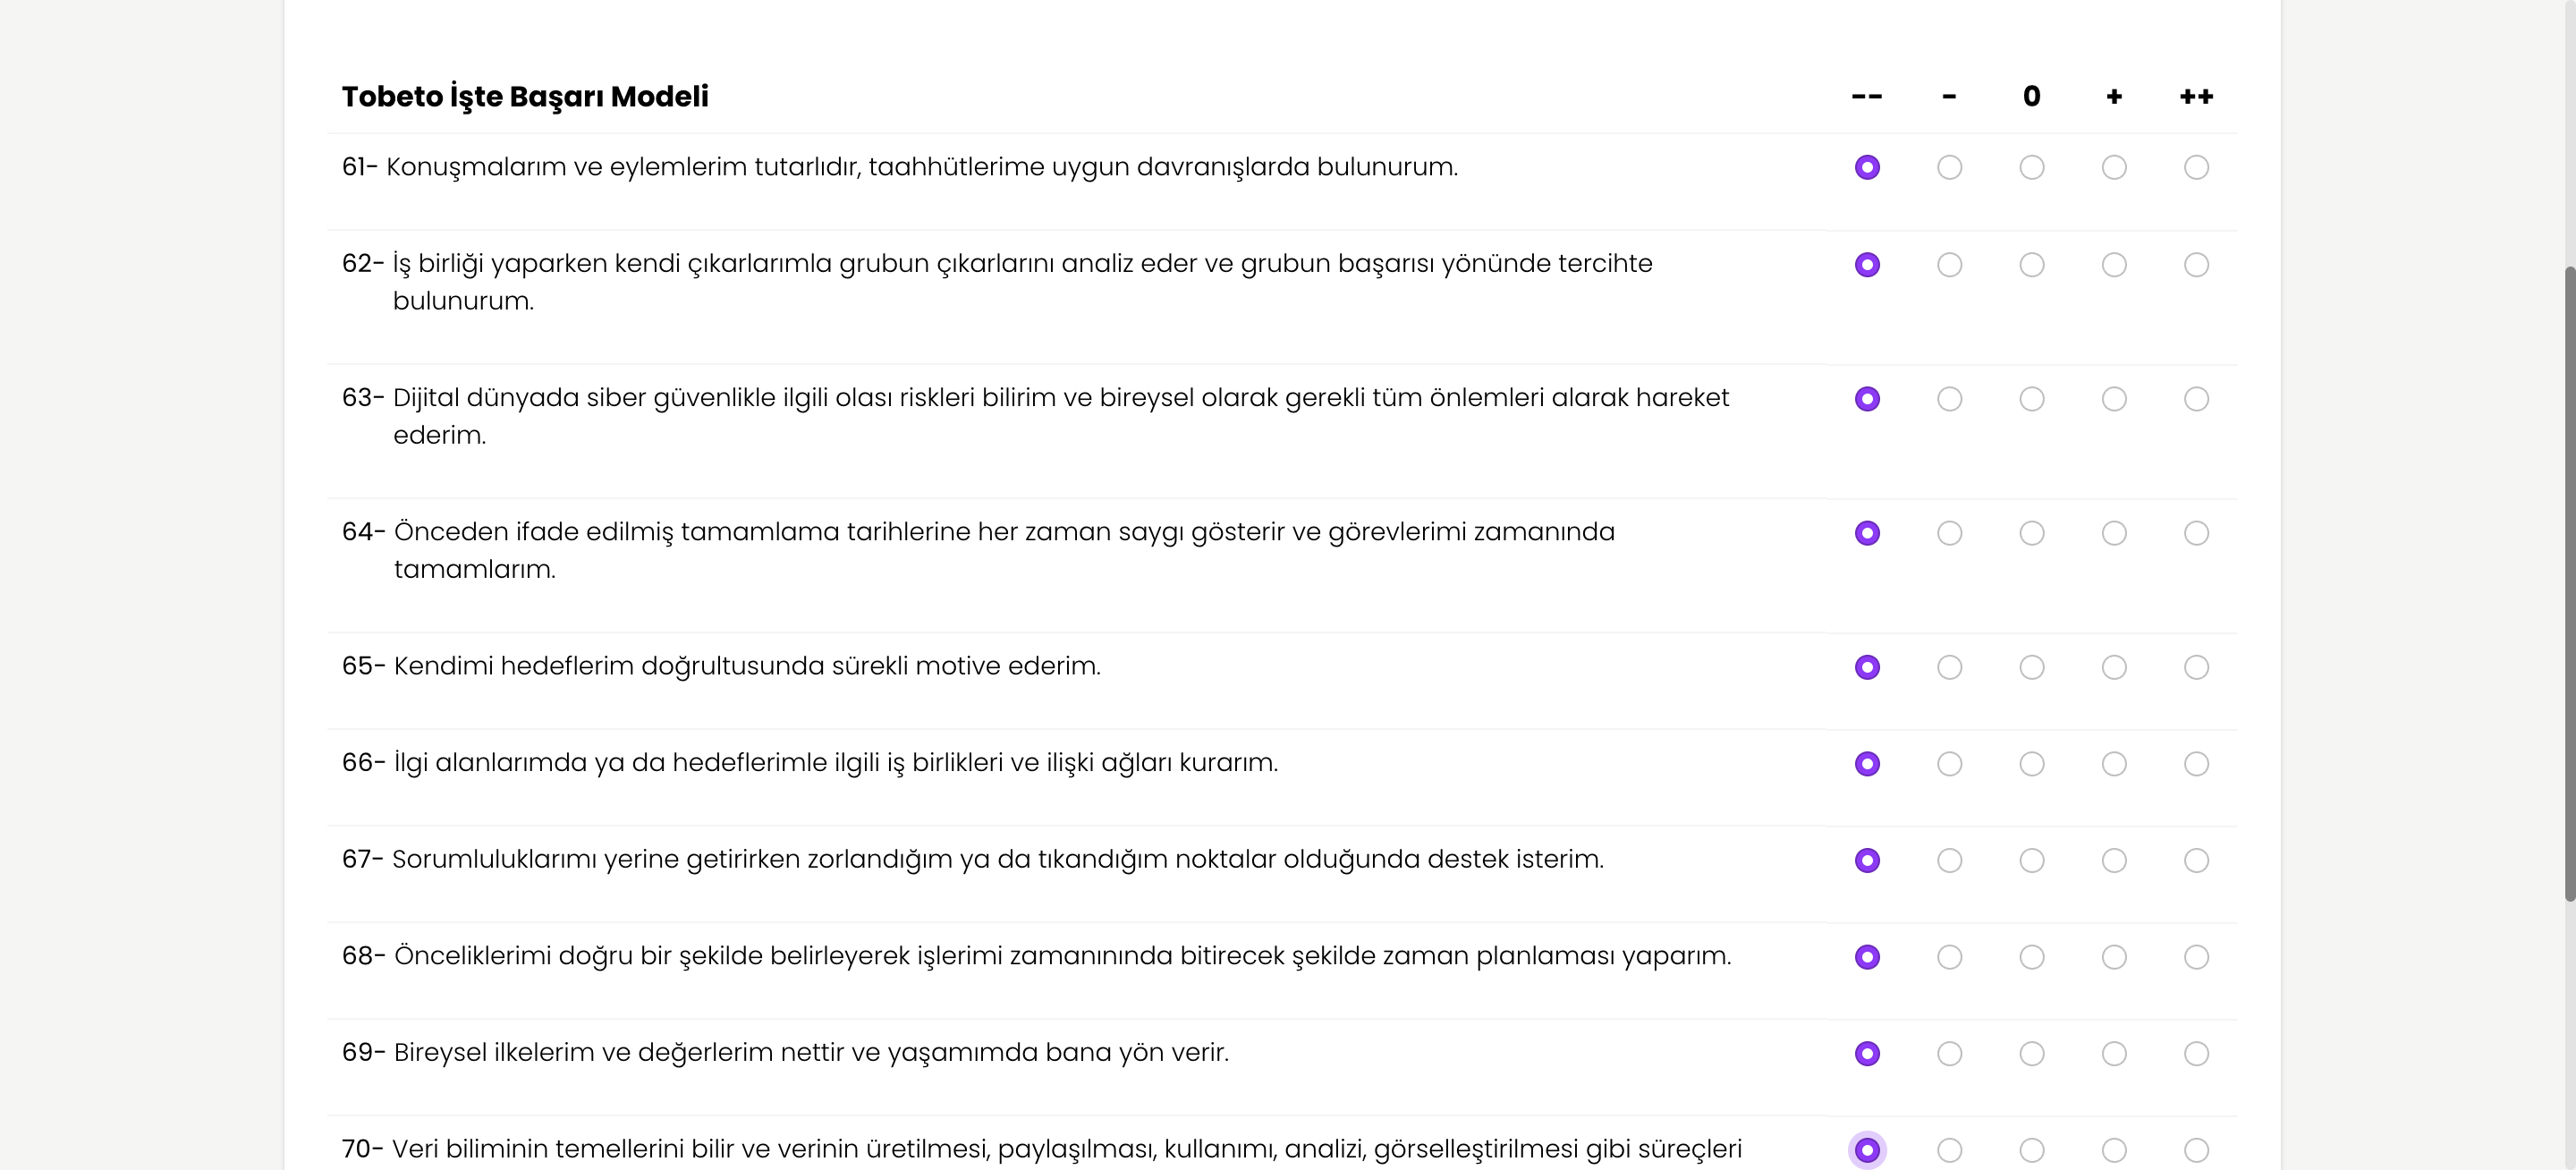 Tobeto İşte Başarı Modeli -- - 0 + ++
61- Konuşmalarım ve eylemlerim tutarlıdır, taahhütlerime uygun davranışlarda bulunurum.
62- İş birliği yaparken kendi çıkarlarımla grubun çıkarlarını analiz eder ve grubun başarısı yönünde tercihte
bulunurum.
63- Dijital dünyada siber güvenlikle ilgili olası riskleri bilirim ve bireysel olarak gerekli tüm önlemleri alarak hareket
ederim.
64- Önceden ifade edilmiş tamamlama tarihlerine her zaman saygı gösterir ve görevlerimi zamanında
tamamlarım.
65- Kendimi hedeflerim doğrultusunda sürekli motive ederim.
66- İlgi alanlarımda ya da hedeflerimle ilgili iş birlikleri ve ilişki ağları kurarım.
67- Sorumluluklarımı yerine getirirken zorlandığım ya da tıkandığım noktalar olduğunda destek isterim.
68- Önceliklerimi doğru bir şekilde belirleyerek işlerimi zamanınında bitirecek şekilde zaman planlaması yaparım.
69- Bireysel ilkelerim ve değerlerim nettir ve yaşamımda bana yön verir.
70- Veri biliminin temellerini bilir ve verinin üretilmesi, paylaşılması, kullanımı, analizi, görselleştirilmesi gibi süreçleri